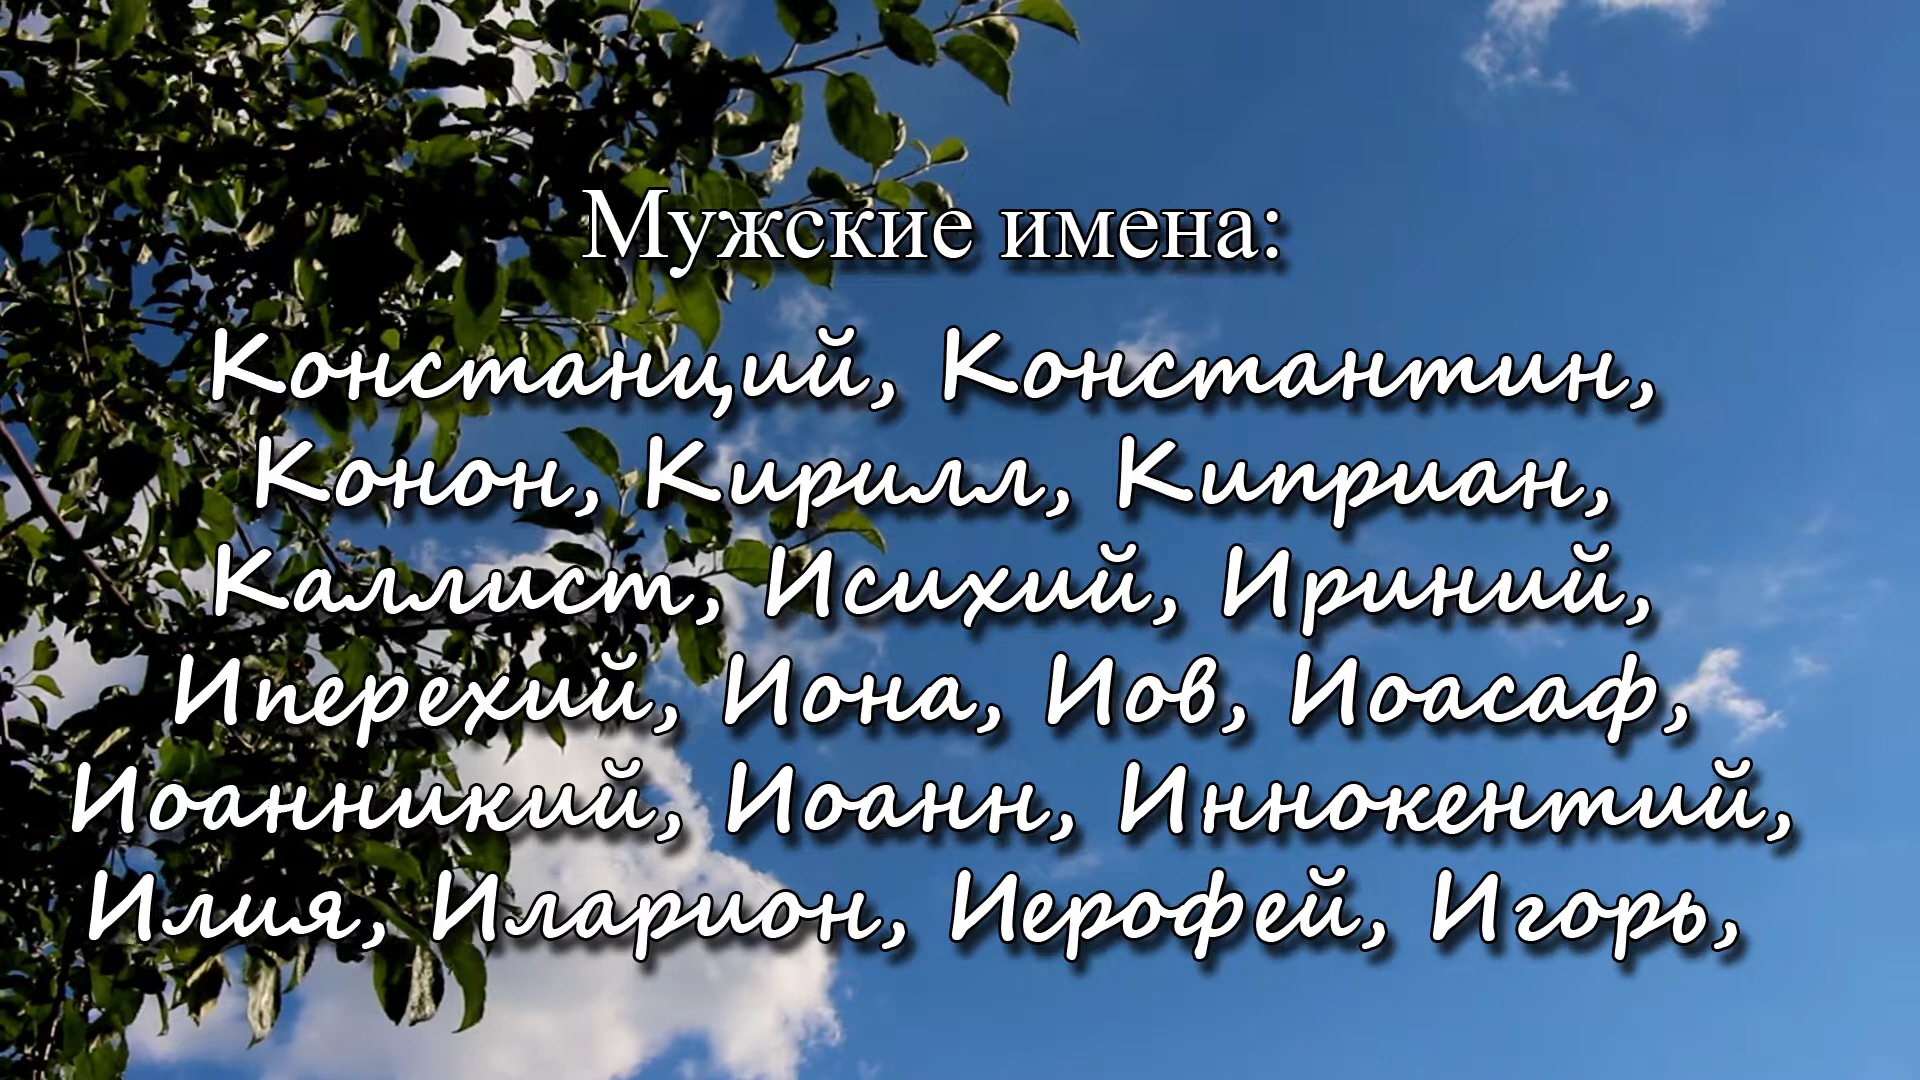 Мужские имена:
Констанций, Константин,
Конон, Кирилл, Киприан,
Каллист, Исихий, Ириний,
Иперехий, Иона, Иов, Иоасаф,
Иоанникий, Иоанн, Иннокентий,
Илия, Иларион, Иерофей, Игорь,